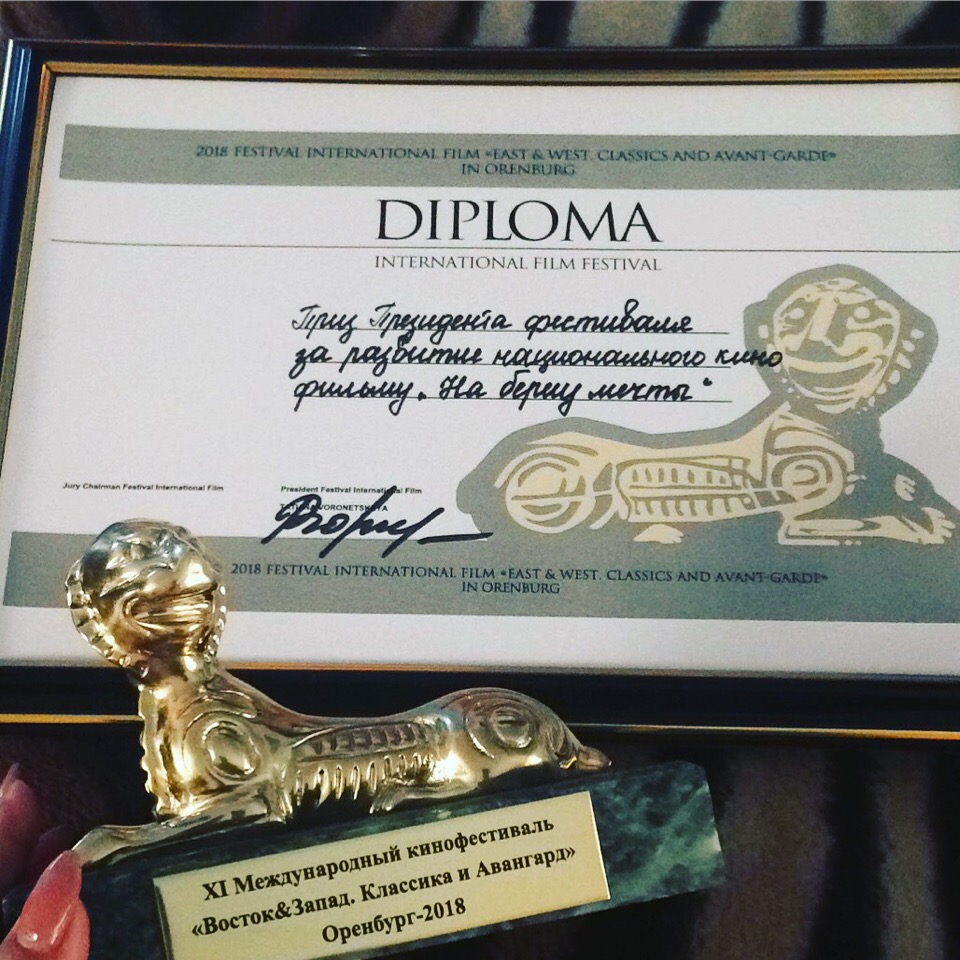 2018 FESTIVAL INTERNATIONAL FILM «EAST & WEST. CLASSICS AND AVANT-GARDE»
IN ORENBURG
DIPLOMA
INTERNATIONAL FILM FESTIVAL
Приз Президента фестиваля
за развитие национального кино
фильму „На берегу мечты“
Jury Chairman Festival International Film
President Festival International Film
TATIANA VORONETSKAYA
2018 FESTIVAL INTERNATIONAL FILM «EAST & WEST. CLASSICS AND AVANT-GARDE»
IN ORENBURG
XI Международный кинофестиваль
«Восток&Запад. Классика и Авангард»
Оренбург-2018